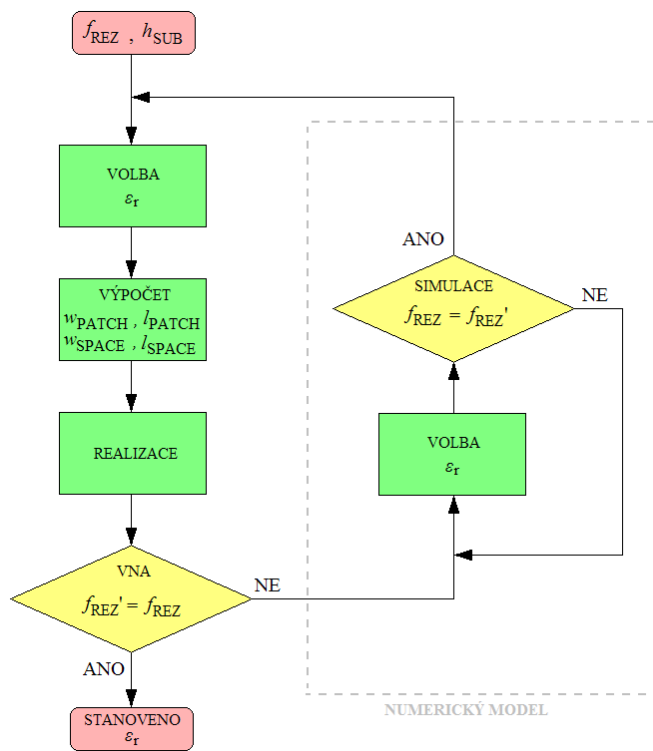 f_REZ , h_SUB
VOLBA
ε_r
VÝPOČET
w_PATCH , l_PATCH
w_SPACE , l_SPACE
REALIZACE
VNA
f_REZ' = f_REZ
NE
ANO
STANOVENO
ε_r
ANO
SIMULACE
f_REZ = f_REZ'
NE
VOLBA
ε_r
NUMERICKÝ MODEL